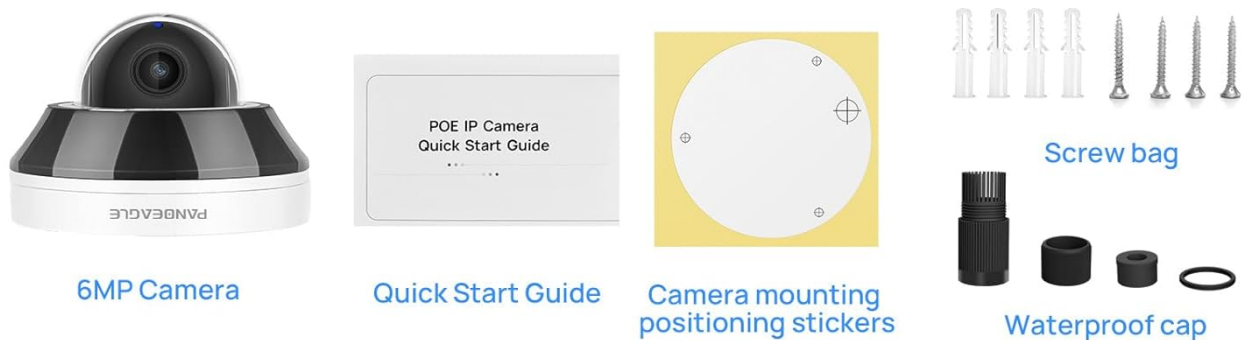 PANOEAGLE
6MP Camera
POE IP Camera
Quick Start Guide
Quick Start Guide
Camera mounting
positioning stickers
Screw bag
Waterproof cap